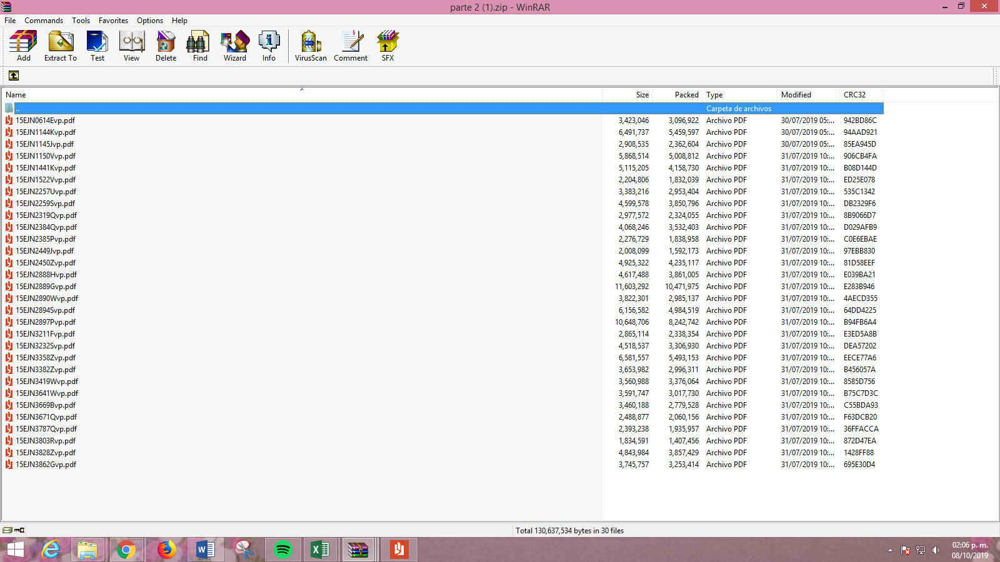 parte 2 (1).zip - WinRAR
File Commands Tools Favorites Options Help
Add Extract To Test View Delete Find Wizard Info VirusScan Comment SFX
Name Size Packed Type Modified CRC32
.. Carpeta de archivos
15EJN0614Evp.pdf 3,423,046 3,096,922 Archivo PDF 30/07/2019 05:... 942BD86C
15EJN1144Kvp.pdf 6,491,737 5,459,597 Archivo PDF 30/07/2019 05:... 94AAD921
15EJN1145Jvp.pdf 2,908,535 2,362,604 Archivo PDF 30/07/2019 05:... 85EA945D
15EJN1150Vvp.pdf 5,868,514 5,008,812 Archivo PDF 31/07/2019 10:... 906CB4FA
15EJN1441Kvp.pdf 5,115,205 4,158,730 Archivo PDF 31/07/2019 10:... B08D144D
15EJN1522Vvp.pdf 2,204,806 1,832,039 Archivo PDF 31/07/2019 10:... ED25E078
15EJN2257Uvp.pdf 3,383,216 2,953,404 Archivo PDF 31/07/2019 10:... 535C1342
15EJN2259Svp.pdf 4,599,578 3,850,796 Archivo PDF 31/07/2019 10:... DB2329F6
15EJN2319Qvp.pdf 2,977,572 2,324,055 Archivo PDF 31/07/2019 10:... 8B9066D7
15EJN2384Qvp.pdf 4,068,246 3,532,403 Archivo PDF 31/07/2019 10:... D029AFB9
15EJN2385Pvp.pdf 2,276,729 1,838,958 Archivo PDF 31/07/2019 10:... C0E6EBAE
15EJN2449Jvp.pdf 2,008,099 1,592,173 Archivo PDF 31/07/2019 10:... 97EBB830
15EJN2450Zvp.pdf 4,925,322 4,235,117 Archivo PDF 31/07/2019 10:... 81D58EEF
15EJN2888Hvp.pdf 4,617,488 3,861,005 Archivo PDF 31/07/2019 10:... E039BA21
15EJN2889Gvp.pdf 11,603,292 10,471,975 Archivo PDF 31/07/2019 10:... E283B946
15EJN2890Wvp.pdf 3,822,301 2,985,137 Archivo PDF 31/07/2019 10:... 4AECD355
15EJN2894Svp.pdf 6,156,582 4,984,519 Archivo PDF 31/07/2019 10:... 64DD4225
15EJN2897Pvp.pdf 10,648,706 8,242,742 Archivo PDF 31/07/2019 10:... B94FB6A4
15EJN3211Fvp.pdf 2,865,114 2,338,354 Archivo PDF 31/07/2019 10:... E3ED5A8B
15EJN3232Svp.pdf 4,518,537 3,306,930 Archivo PDF 31/07/2019 10:... DEA57202
15EJN3358Zvp.pdf 6,581,557 5,493,153 Archivo PDF 31/07/2019 10:... EECE77A6
15EJN3382Zvp.pdf 3,653,982 2,996,311 Archivo PDF 31/07/2019 10:... B456057A
15EJN3419Wvp.pdf 3,560,988 3,376,064 Archivo PDF 31/07/2019 10:... 8585D756
15EJN3641Wvp.pdf 3,591,747 3,017,730 Archivo PDF 31/07/2019 10:... B75C7D3C
15EJN3669Bvp.pdf 3,460,188 2,779,528 Archivo PDF 31/07/2019 10:... C55BDA93
15EJN3671Qvp.pdf 2,488,877 2,060,156 Archivo PDF 31/07/2019 10:... F63DCB20
15EJN3787Qvp.pdf 2,393,238 1,935,957 Archivo PDF 31/07/2019 10:... 36FFACCA
15EJN3803Rvp.pdf 1,834,591 1,407,456 Archivo PDF 31/07/2019 10:... 872D47EA
15EJN3828Zvp.pdf 4,843,984 3,857,429 Archivo PDF 31/07/2019 10:... 1428FF88
15EJN3862Gvp.pdf 3,745,757 3,253,414 Archivo PDF 31/07/2019 10:... 695E30D4
Total 130,637,534 bytes in 30 files
02:06 p. m.
08/10/2019